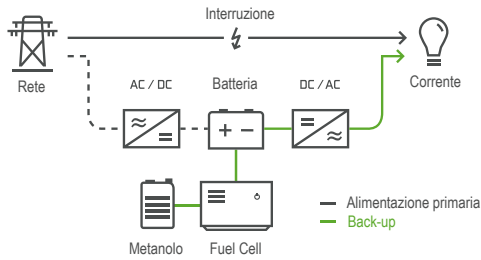 Interruzione
Rete
AC / DC
Batteria
DC / AC
Corrente
Metanolo
Fuel Cell
Alimentazione primaria
Back-up